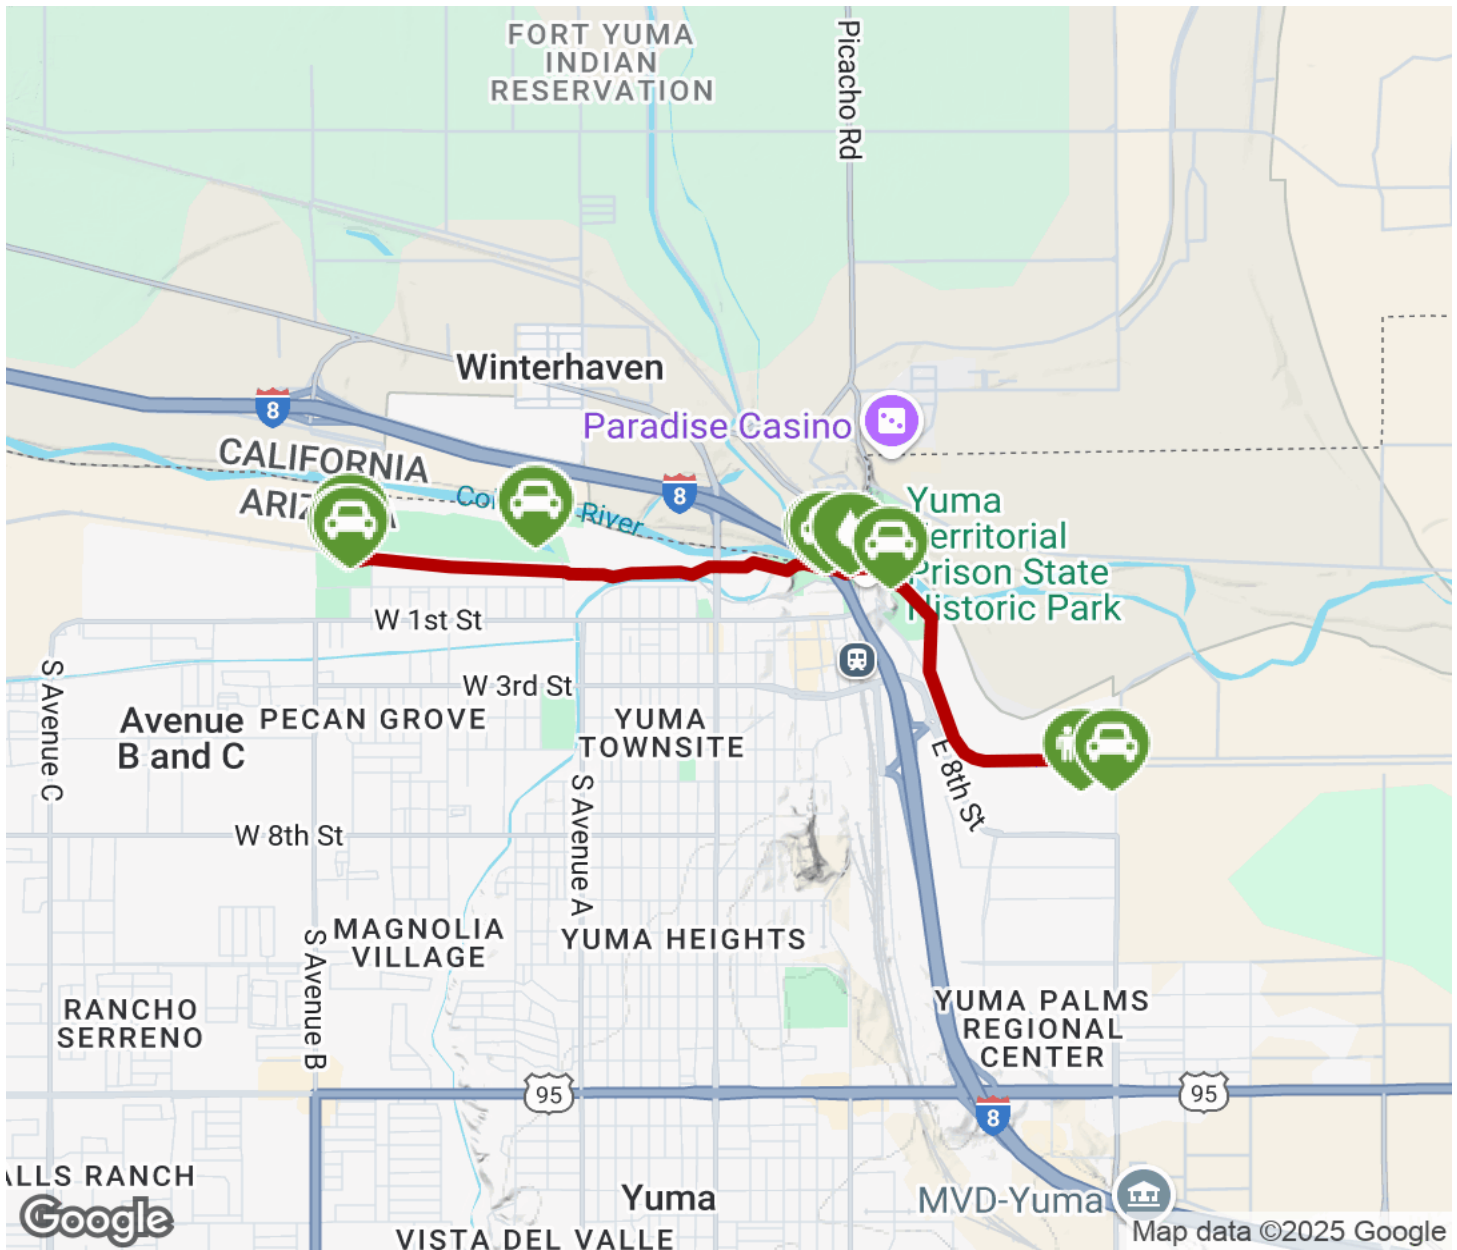 FORT YUMA
INDIAN
RESERVATION
Picacho Rd
Winterhaven
8
Paradise Casino
CALIFORNIA
8
River
Yuma
Territorial
Prison State
Historic Park
W 1st St
W 3rd St
S Avenue C
Avenue
B and C
PECAN GROVE
YUMA
TOWNSITE
E 8th St
S Avenue A
W 8th St
S Avenue B
MAGNOLIA
VILLAGE
YUMA HEIGHTS
RANCHO
SERRENO
YUMA PALMS
REGIONAL
CENTER
95
95
8
ALLS RANCH
Yuma
MVD-Yuma
Google
VISTA DEL VALLE
Map data ©2025 Google